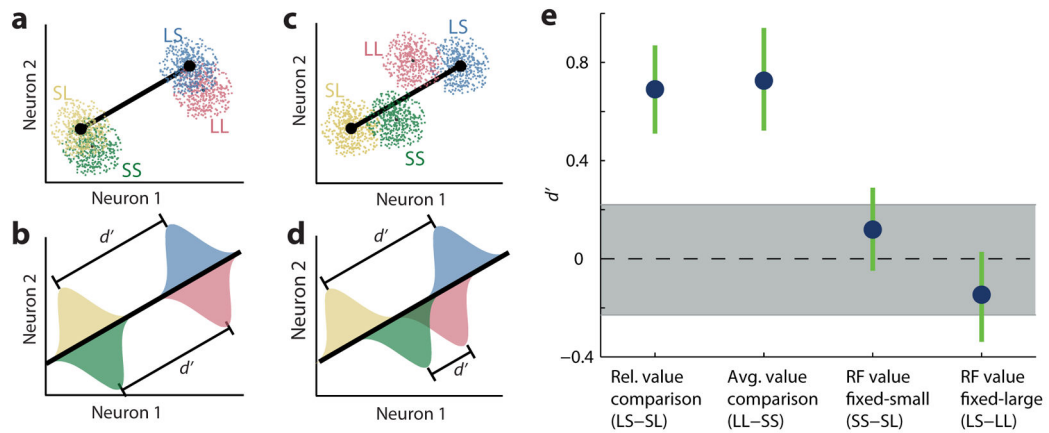 a
LS
LL
SL
SS
Neuron 2
Neuron 1
c
LL
LS
SL
SS
Neuron 2
Neuron 1
b
d'
d'
Neuron 2
Neuron 1
d
d'
d'
Neuron 2
Neuron 1
e
0.8
0.4
0
−0.4
d'
Rel. value
comparison
(LS–SL)
Avg. value
comparison
(LL–SS)
RF value
fixed-small
(SS–SL)
RF value
fixed-large
(LS–LL)